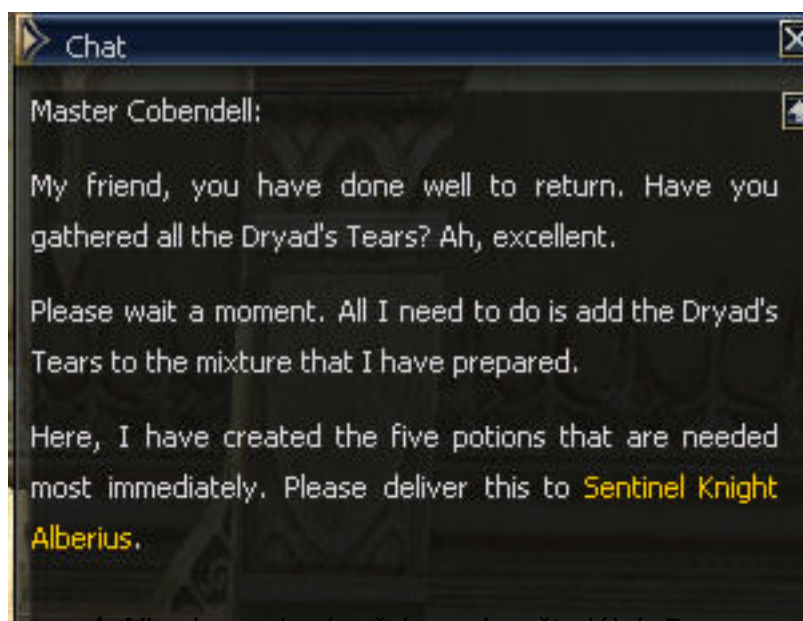 Chat
Master Cobendell:
My friend, you have done well to return. Have you
gathered all the Dryad's Tears? Ah, excellent.
Please wait a moment. All I need to do is add the Dryad's
Tears to the mixture that I have prepared.
Here, I have created the five potions that are needed
most immediately. Please deliver this to Sentinel Knight
Alberius.